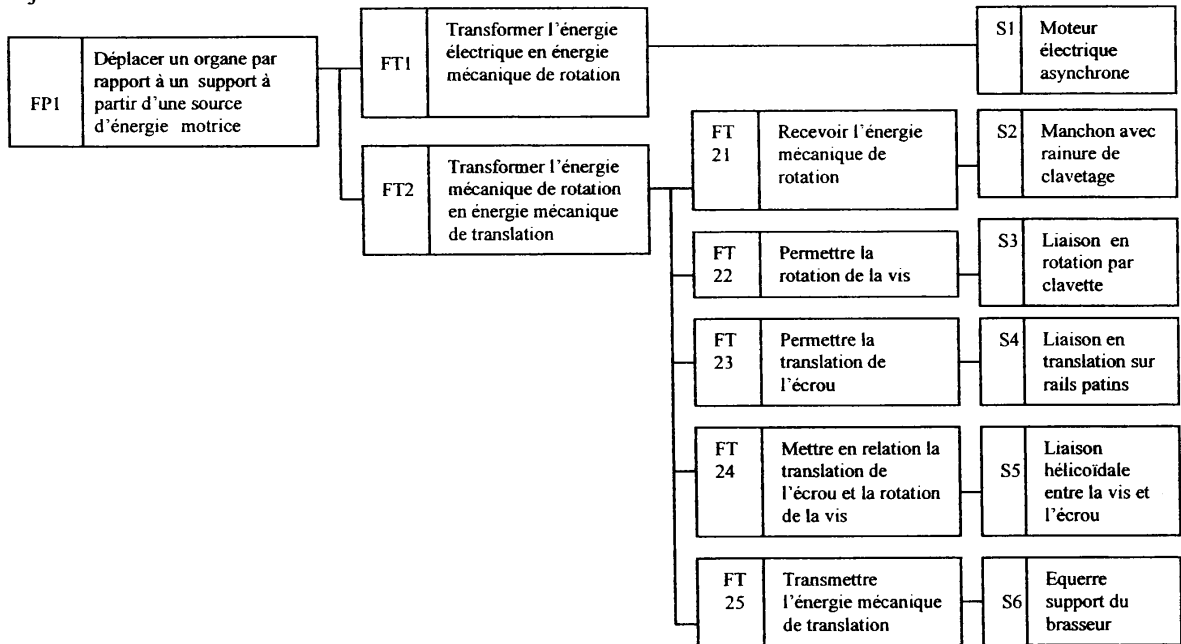 FP1
Déplacer un organe par
rapport à un support à
partir d'une source
d'énergie motrice
FT1
Transformer l'énergie
électrique en énergie
mécanique de rotation
S1
Moteur
électrique
asynchrone
FT2
Transformer l'énergie
mécanique de rotation
en énergie mécanique
de translation
FT
21
Recevoir l'énergie
mécanique de
rotation
S2
Manchon avec
rainure de
clavetage
FT
22
Permettre la
rotation de la vis
S3
Liaison en
rotation par
clavette
FT
23
Permettre la
translation de
l'écrou
S4
Liaison en
translation sur
rails patins
FT
24
Mettre en relation la
translation de
l'écrou et la rotation
de la vis
S5
Liaison
hélicoïdale
entre la vis et
l'écrou
FT
25
Transmettre
l'énergie mécanique
de translation
S6
Equerre
support du
brasseur